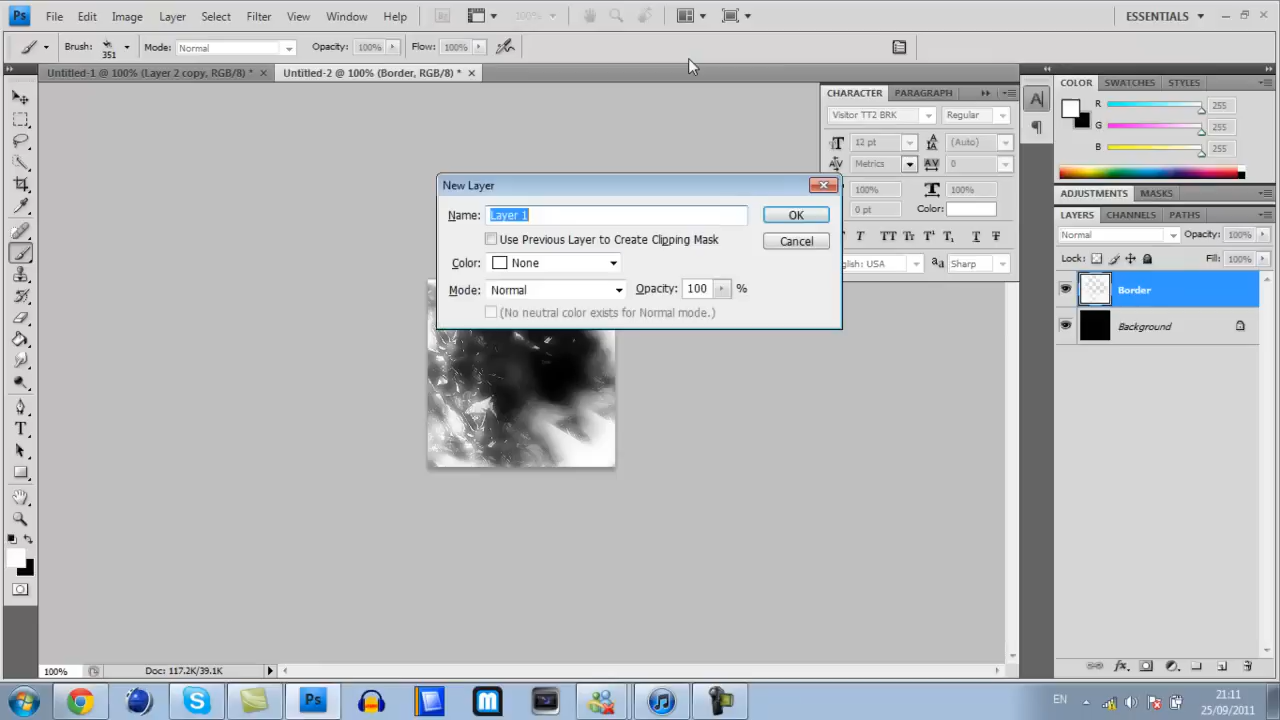 Ps File Edit Image Layer Select Filter View Window Help 100% ESSENTIALS
Brush: 351 Mode: Normal Opacity: 100% Flow: 100%
Untitled-1 @ 100% (Layer 2 copy, RGB/8) * Untitled-2 @ 100% (Border, RGB/8) *
CHARACTER PARAGRAPH
Visitor TT2 BRK Regular
12 pt (Auto)
Metrics 0
100% 100%
0 pt Color:
English: USA Sharp
COLOR SWATCHES STYLES
R 255
G 255
B 255
ADJUSTMENTS MASKS
LAYERS CHANNELS PATHS
Normal Opacity: 100%
Lock: Fill: 100%
Border
Background
New Layer
Name: Layer 1 OK
Use Previous Layer to Create Clipping Mask Cancel
Color: None
Mode: Normal Opacity: 100 %
(No neutral color exists for Normal mode.)
100% Doc: 117.2K/39.1K
EN 21:11
25/09/2011